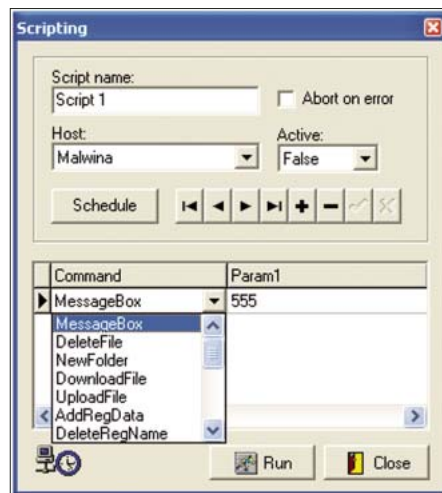 Scripting
Script name:
Script 1
Abort on error
Host:
Active:
Malwina
False
Schedule
Command Param1
MessageBox 555
MessageBox
DeleteFile
NewFolder
DownloadFile
UploadFile
AddRegData
DeleteRegName
Run
Close